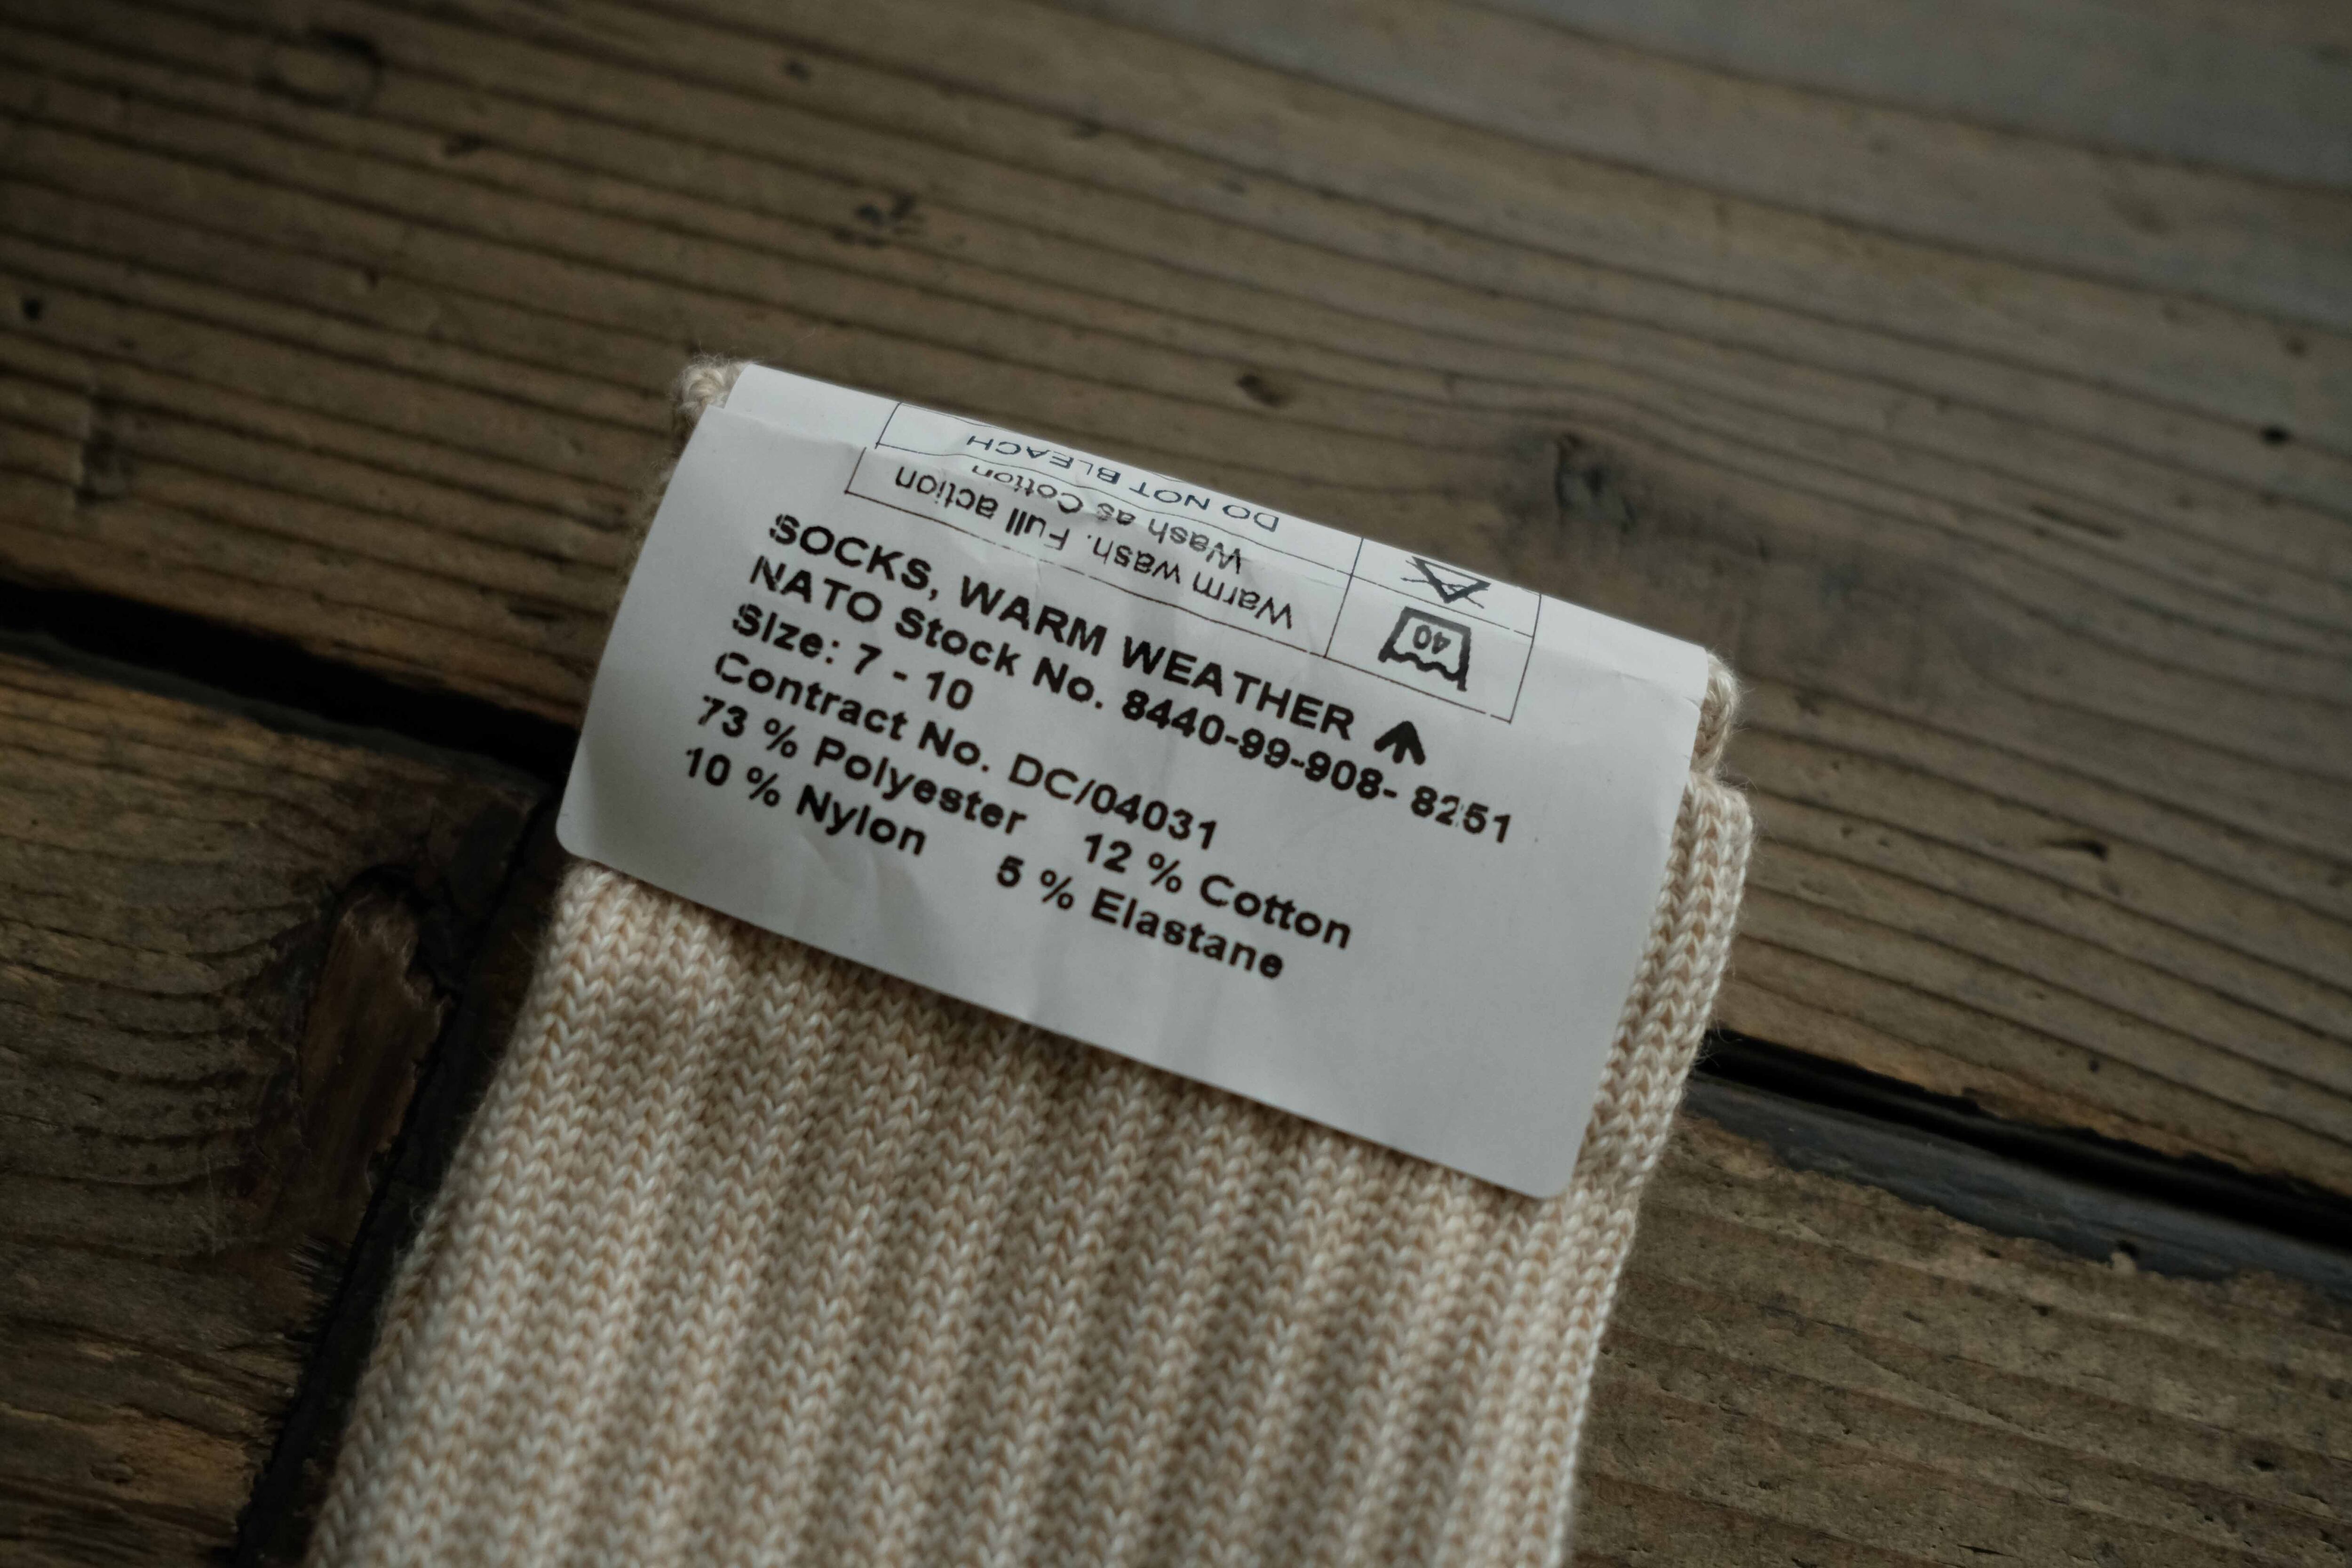 DO NOT BLEACH
Wash as Cotton
Warm wash. Full action
40
SOCKS, WARM WEATHER
NATO Stock No. 8440-99-908- 8251
Size: 7 - 10
Contract No. DC/04031
73 % Polyester 12 % Cotton
10 % Nylon 5 % Elastane